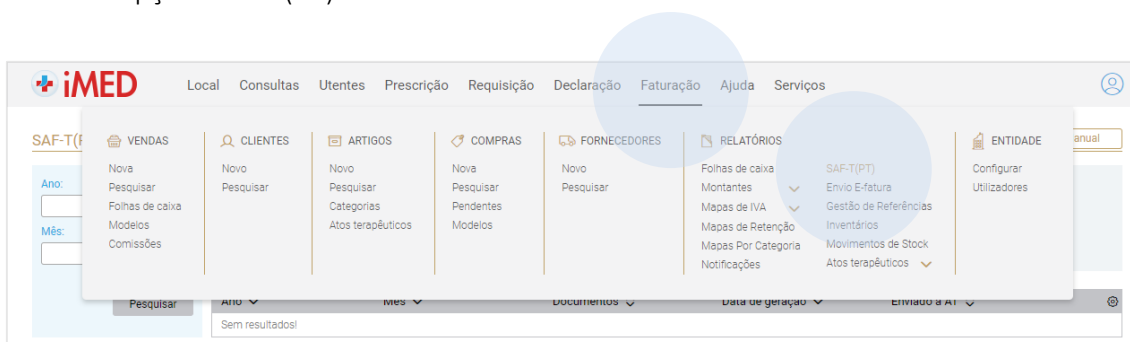 iMED
Local Consultas Utentes Prescrição Requisição Declaração Faturação Ajuda Serviços
SAF-T(P
VENDAS
Nova
Pesquisar
Folhas de caixa
Modelos
Comissões
CLIENTES
Novo
Pesquisar
ARTIGOS
Novo
Pesquisar
Categorias
Atos terapêuticos
COMPRAS
Nova
Pesquisar
Pendentes
Modelos
FORNECEDORES
Novo
Pesquisar
RELATÓRIOS
Folhas de caixa
Montantes
Mapas de IVA
Mapas de Retenção
Mapas Por Categoria
Notificações
SAF-T(PT)
Envio E-fatura
Gestão de Referências
Inventários
Movimentos de Stock
Atos terapêuticos
ENTIDADE
Configurar
Utilizadores
anual
Ano:
Mês:
Pesquisar
Ano Mês Documentos Data de geração Enviado à AT
Sem resultados!